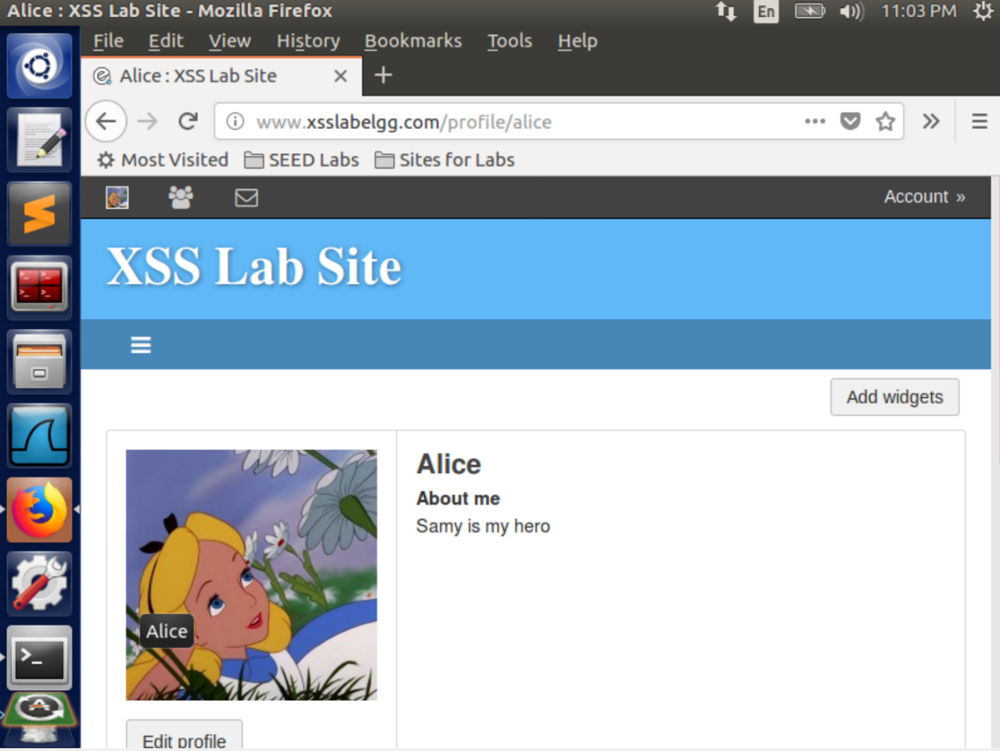 Alice : XSS Lab Site - Mozilla Firefox
En
11:03 PM
File Edit View History Bookmarks Tools Help
Alice : XSS Lab Site
www.xsslabelgg.com/profile/alice
Most Visited SEED Labs Sites for Labs
Account »
XSS Lab Site
Add widgets
Alice
About me
Samy is my hero
Alice
Edit profile